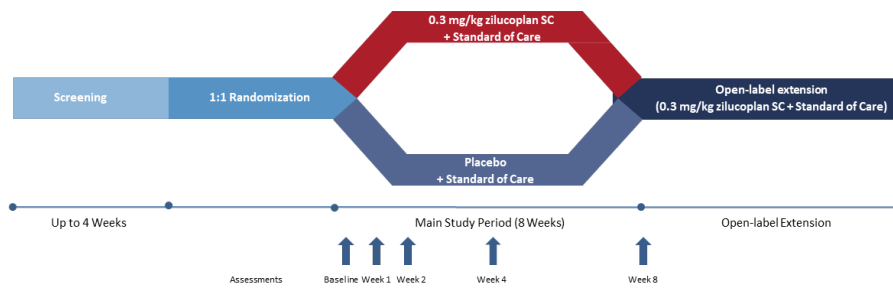 0.3 mg/kg zilucoplan SC
+ Standard of Care
Screening
1:1 Randomization
Open-label extension
(0.3 mg/kg zilucoplan SC + Standard of Care)
Placebo
+ Standard of Care
Up to 4 Weeks
Main Study Period (8 Weeks)
Open-label Extension
Assessments
Baseline
Week 1
Week 2
Week 4
Week 8